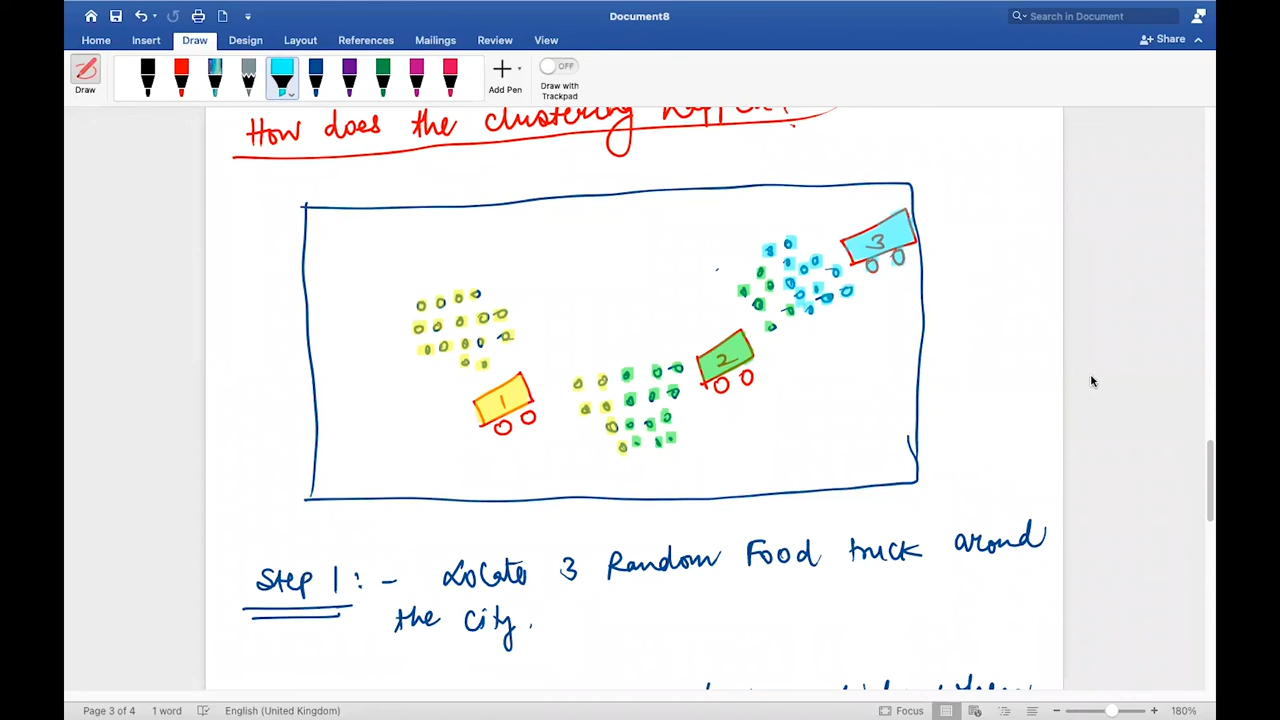 Document8
Search in Document
Home Insert Draw Design Layout References Mailings Review View
Share
Draw
Add Pen
OFF
Draw with
Trackpad
How does the clustering
3
2
1
Step 1 :- Locate 3 Random Food truck around
the city.
Page 3 of 4 1 word English (United Kingdom) Focus 180%